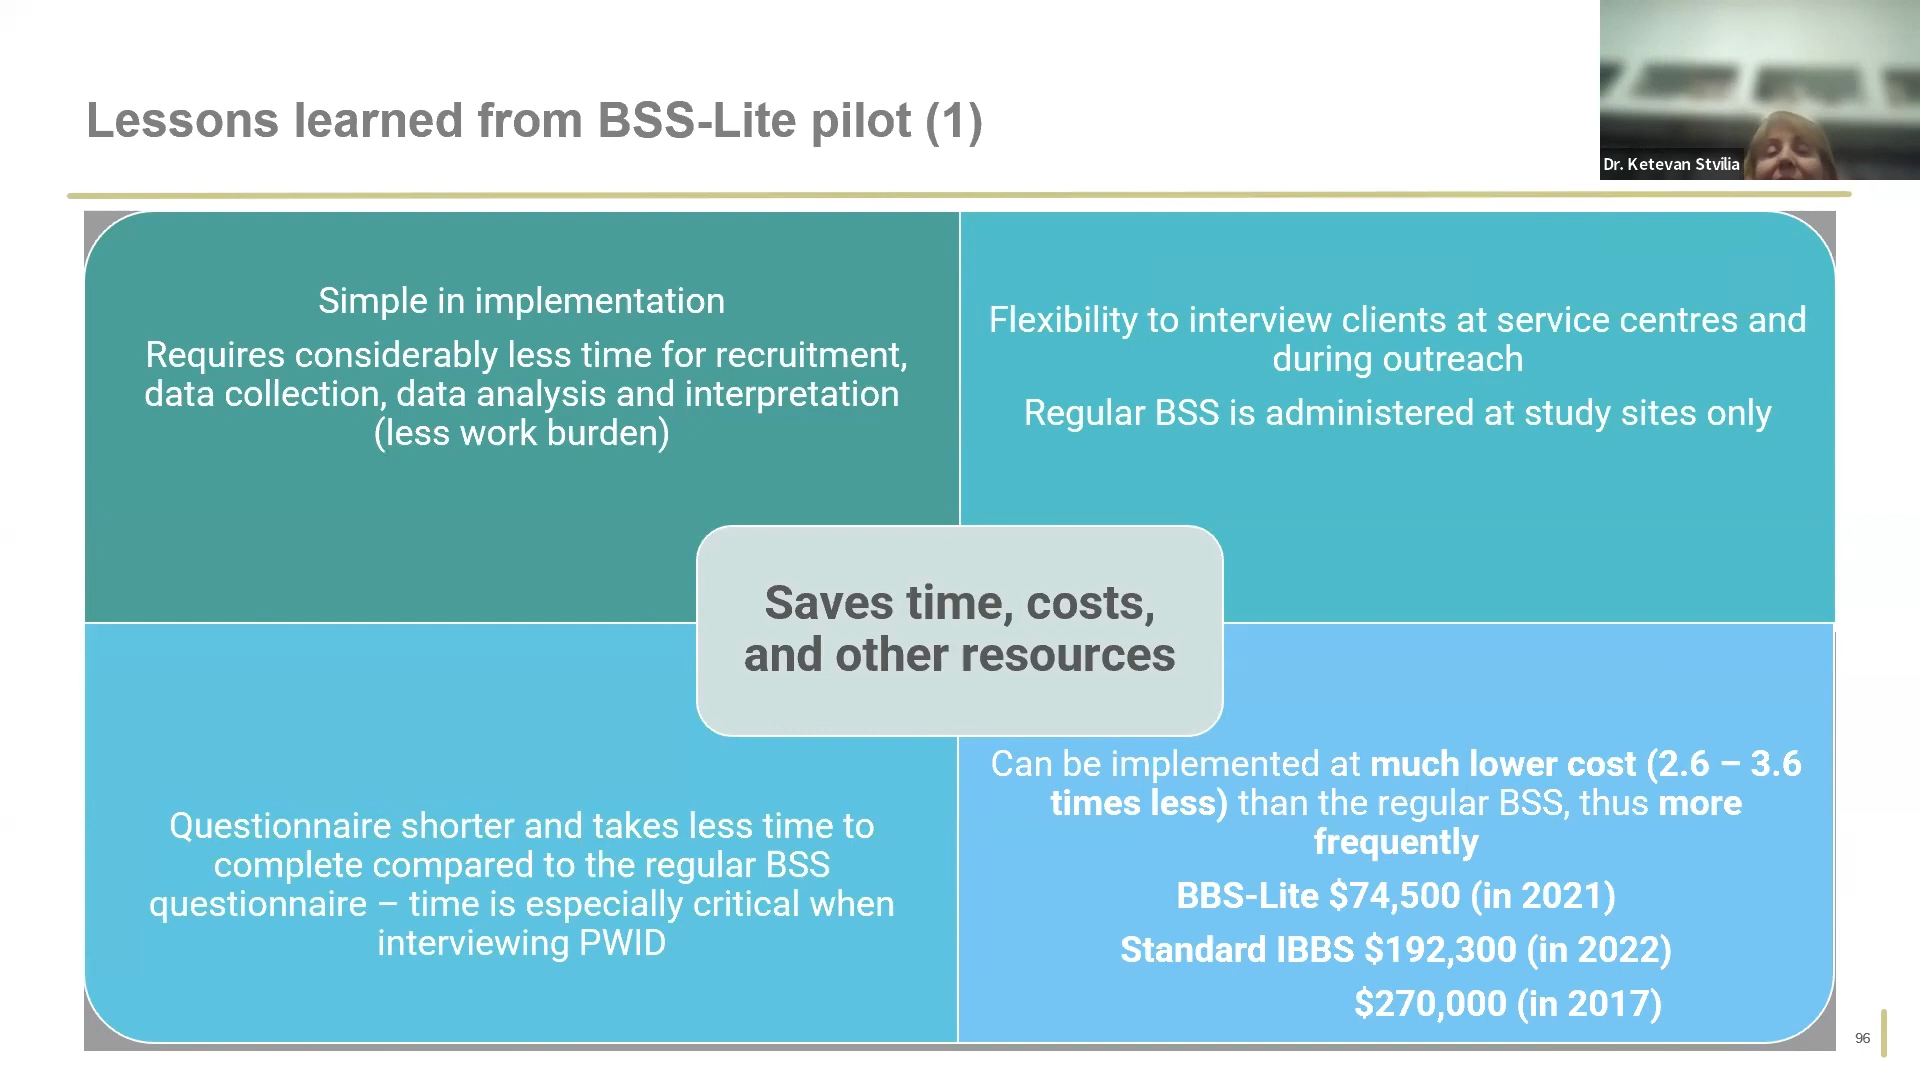 Lessons learned from BSS-Lite pilot (1)
Dr. Ketevan Stvilia
Simple in implementation
Requires considerably less time for recruitment,
data collection, data analysis and interpretation
(less work burden)
Flexibility to interview clients at service centres and
during outreach
Regular BSS is administered at study sites only
Saves time, costs,
and other resources
Questionnaire shorter and takes less time to
complete compared to the regular BSS
questionnaire – time is especially critical when
interviewing PWID
Can be implemented at much lower cost (2.6 – 3.6
times less) than the regular BSS, thus more
frequently
BBS-Lite $74,500 (in 2021)
Standard IBBS $192,300 (in 2022)
$270,000 (in 2017)
96